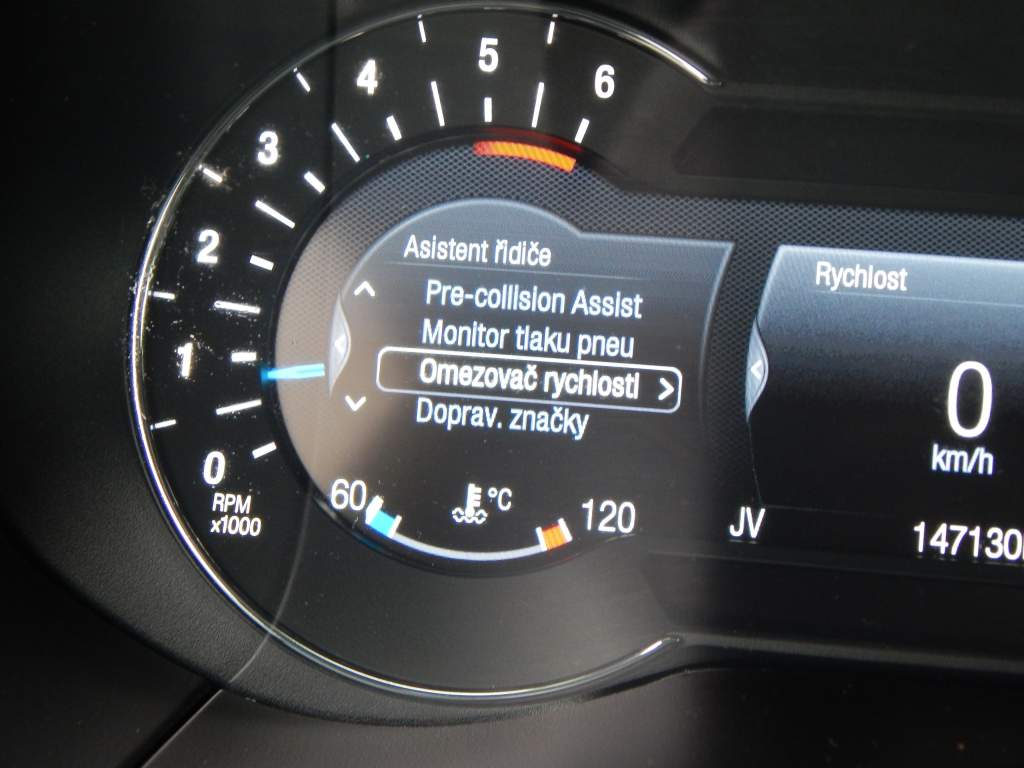 6
5
4
3
2
1
0
RPM
x1000
Asistent řidiče
Pre-collision Assist
Monitor tlaku pneu
Omezovač rychlosti
Doprav. značky
60
°C
120
Rychlost
0
km/h
JV
147130